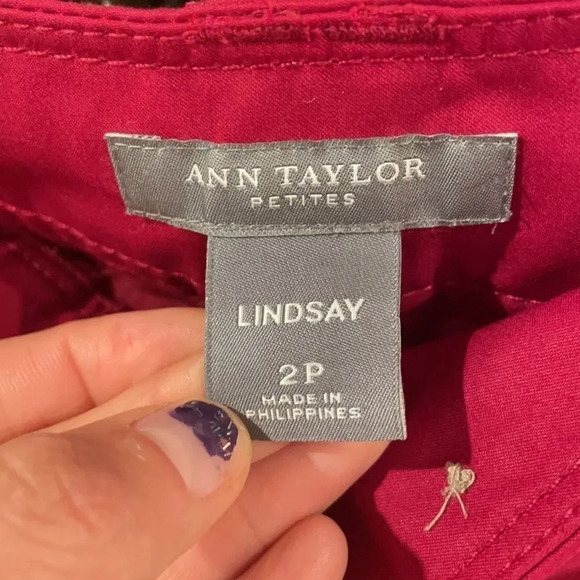 ANN TAYLOR
PETITES
LINDSAY
2P
MADE IN
PHILIPPINES